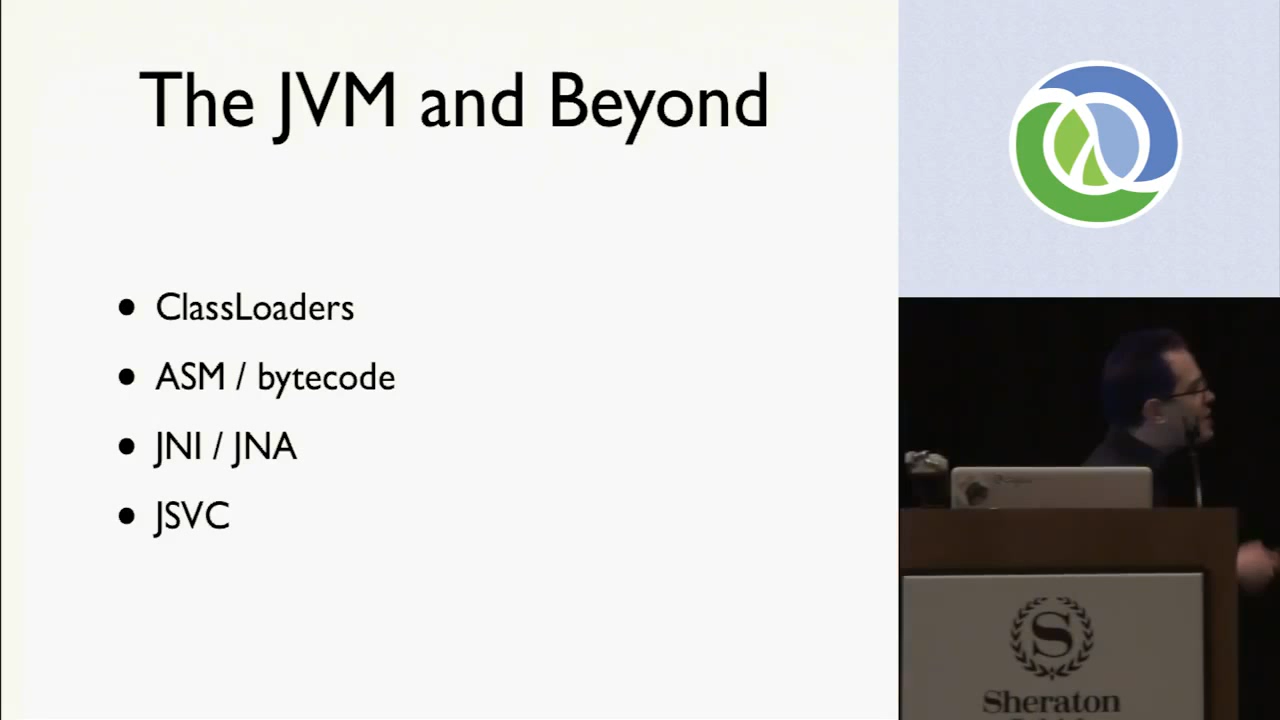 The JVM and Beyond
• ClassLoaders
• ASM / bytecode
• JNI / JNA
• JSVC
S
Sheraton